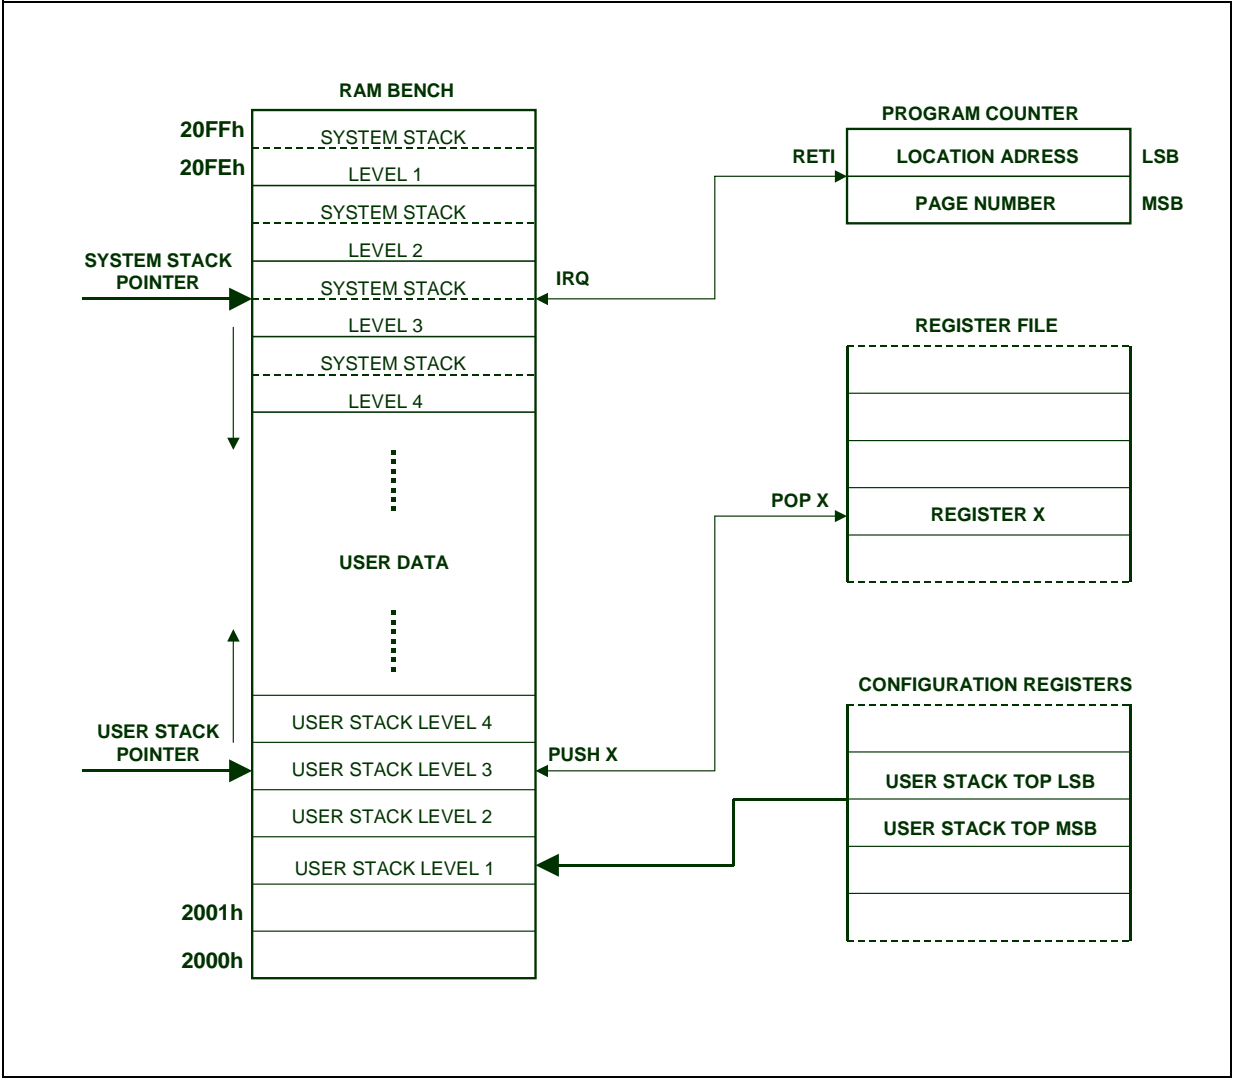 RAM BENCH
20FFh
SYSTEM STACK
20FEh
LEVEL 1
SYSTEM STACK
LEVEL 2
SYSTEM STACK
POINTER
SYSTEM STACK
LEVEL 3
SYSTEM STACK
LEVEL 4
USER DATA
USER STACK LEVEL 4
USER STACK
POINTER
USER STACK LEVEL 3
USER STACK LEVEL 2
USER STACK LEVEL 1
2001h
2000h
IRQ
PUSH X
PROGRAM COUNTER
RETI
LOCATION ADRESS
LSB
PAGE NUMBER
MSB
REGISTER FILE
POP X
REGISTER X
CONFIGURATION REGISTERS
USER STACK TOP LSB
USER STACK TOP MSB